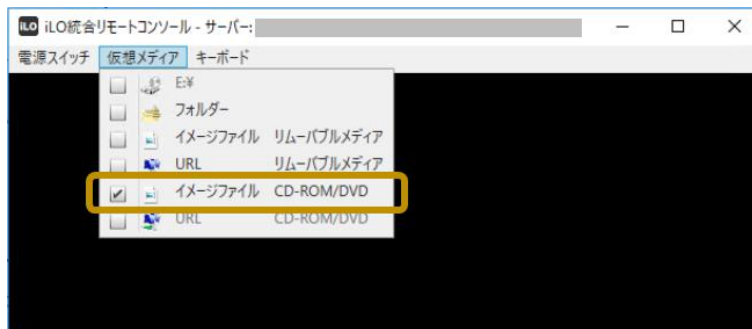 iLO iLO統合リモートコンソール - サーバー:
電源スイッチ 仮想メディア キーボード
E:¥
フォルダー
イメージファイル リムーバブルメディア
URL リムーバブルメディア
イメージファイル CD-ROM/DVD
URL CD-ROM/DVD